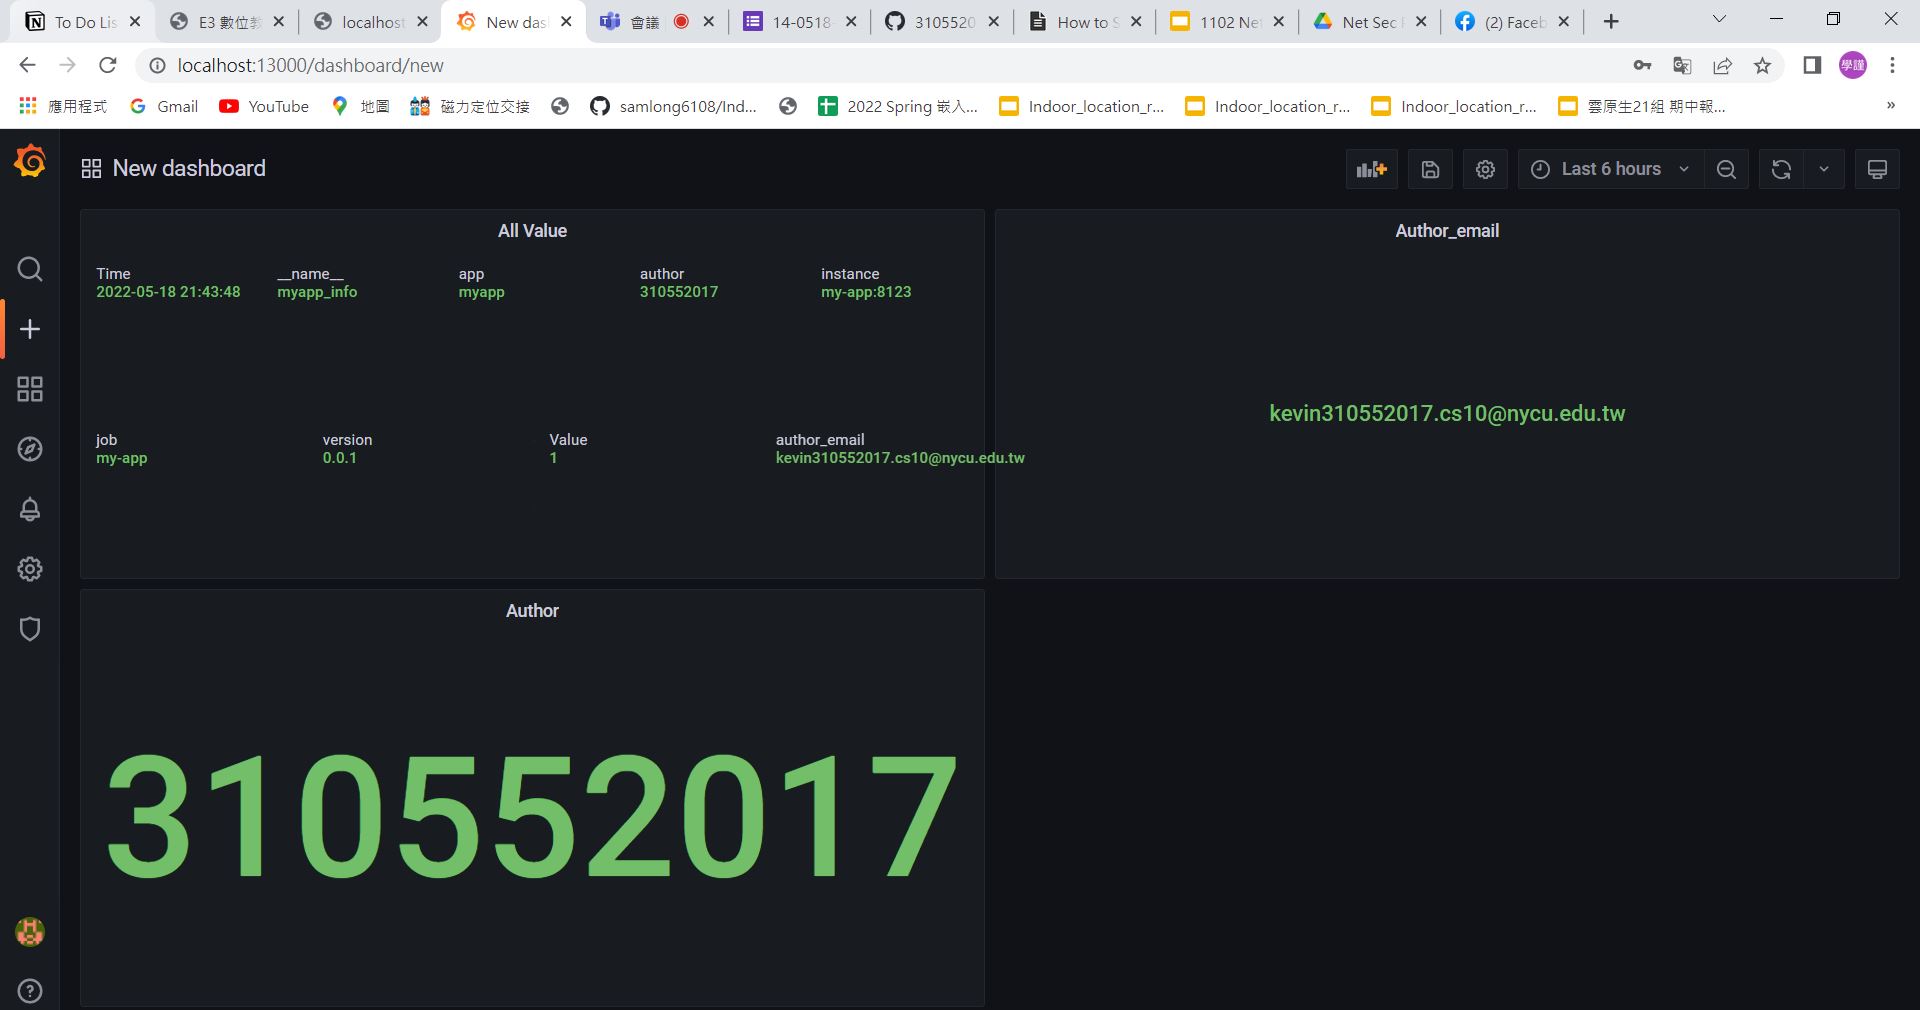 To Do Lis
E3 數位教
localhost
New das
會議
14-0518-
3105520
How to S
1102 Net
Net Sec P
(2) Faceb
localhost:13000/dashboard/new
學謹
應用程式
Gmail
YouTube
地圖
磁力定位交接
samlong6108/Ind...
2022 Spring 嵌入...
Indoor_location_r...
Indoor_location_r...
Indoor_location_r...
雲原生21組 期中報...
»
New dashboard
Last 6 hours
All Value
Time
2022-05-18 21:43:48
__name__
myapp_info
app
myapp
author
310552017
instance
my-app:8123
job
my-app
version
0.0.1
Value
1
author_email
kevin310552017.cs10@nycu.edu.tw
Author_email
kevin310552017.cs10@nycu.edu.tw
Author
310552017